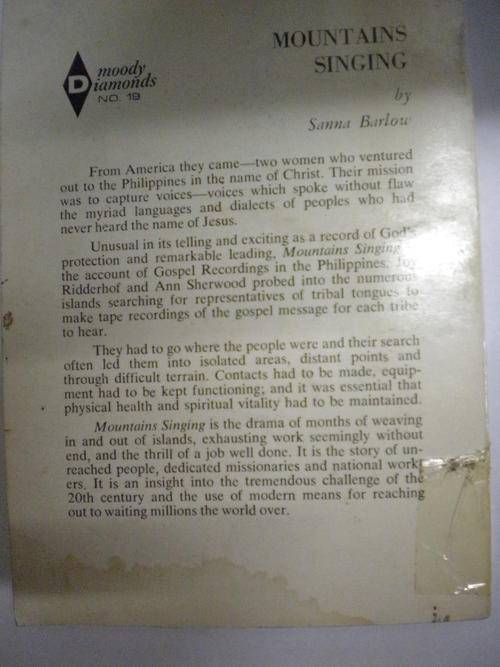 moody
Diamonds
NO. 19
MOUNTAINS
SINGING
by
Sanna Barlow
From America they came—two women who ventured
out to the Philippines in the name of Christ. Their mission
was to capture voices—voices which spoke without flaw
the myriad languages and dialects of peoples who had
never heard the name of Jesus.
Unusual in its telling and exciting as a record of God's
protection and remarkable leading, Mountains Singing
the account of Gospel Recordings in the Philippines. Joy
Ridderhof and Ann Sherwood probed into the numerous
islands searching for representatives of tribal tongues to
make tape recordings of the gospel message for each tribe
to hear.
They had to go where the people were and their search
often led them into isolated areas, distant points and
through difficult terrain. Contacts had to be made, equip-
ment had to be kept functioning; and it was essential that
physical health and spiritual vitality had to be maintained.
Mountains Singing is the drama of months of weaving
in and out of islands, exhausting work seemingly without
end, and the thrill of a job well done. It is the story of un-
reached people, dedicated missionaries and national work-
ers. It is an insight into the tremendous challenge of the
20th century and the use of modern means for reaching
out to waiting millions the world over.